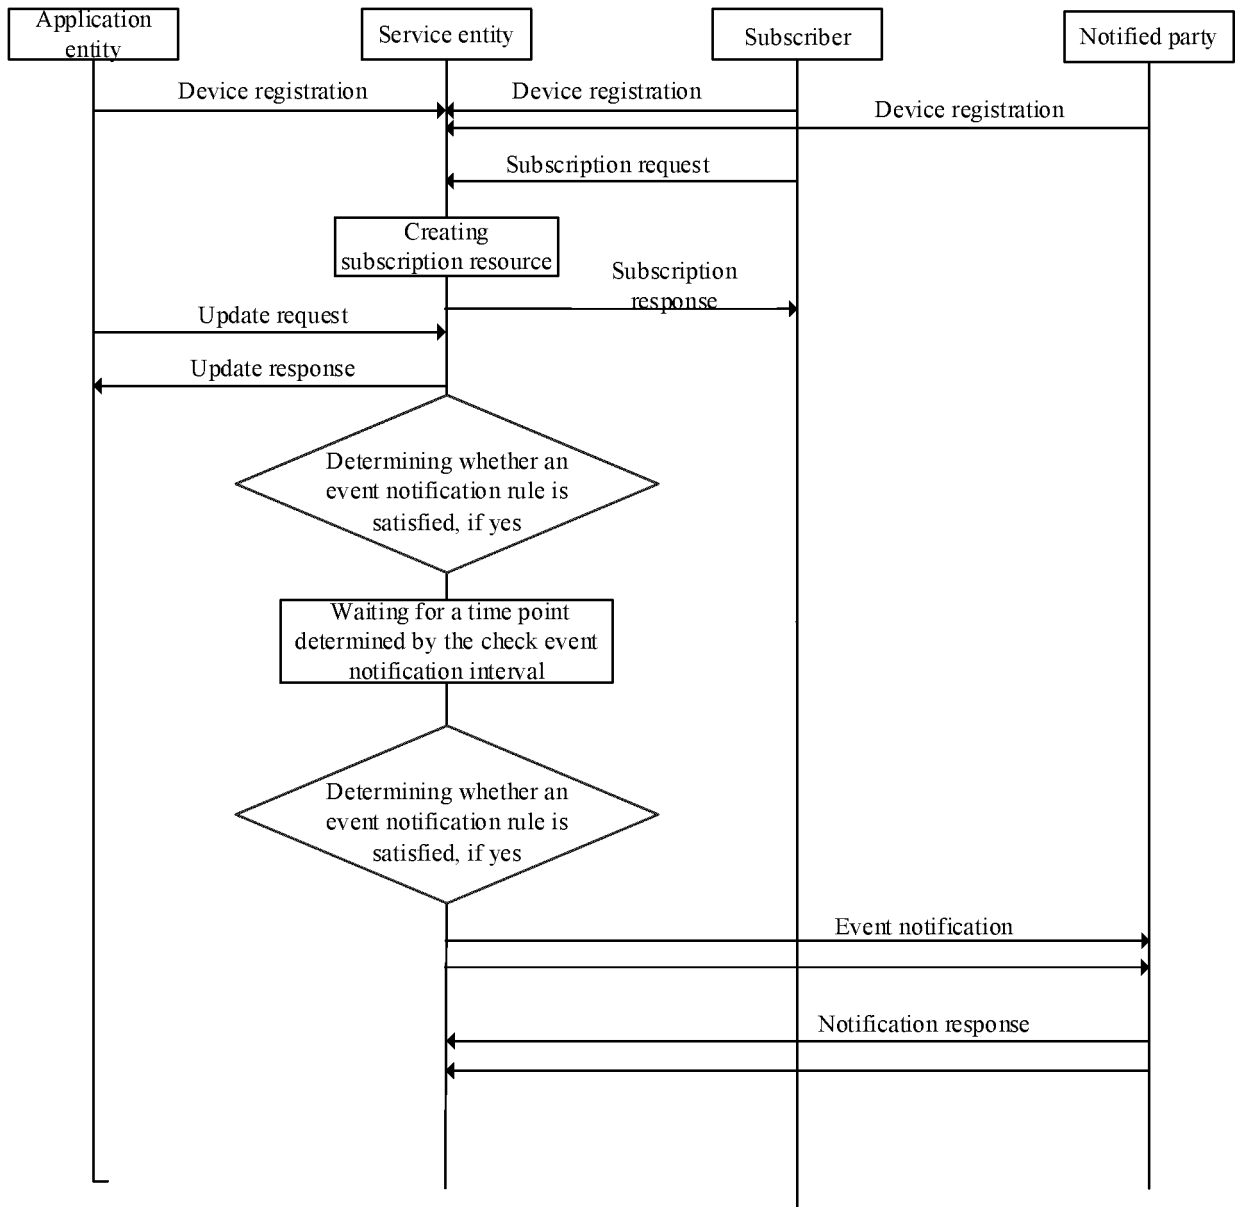 Application
entity
Service entity
Subscriber
Notified party
Device registration
Device registration
Device registration
Subscription request
Creating
subscription resource
Subscription
response
Update request
Update response
Determining whether an
event notification rule is
satisfied, if yes
Waiting for a time point
determined by the check event
notification interval
Determining whether an
event notification rule is
satisfied, if yes
Event notification
Notification response